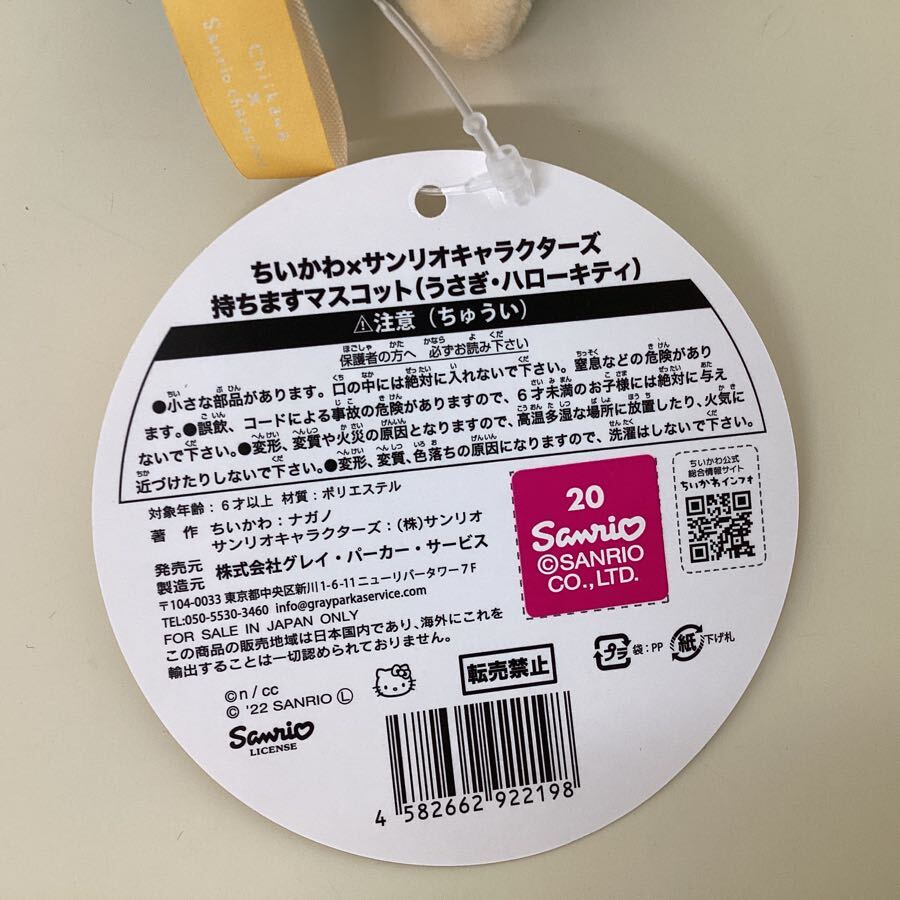 Chiikawa
×
Sanrio characters
ちいかわ×サンリオキャラクターズ
持ちますマスコット(うさぎ・ハローキティ)
⚠注意(ちゅうい)
保護者の方へ 必ずお読み下さい
●小さな部品があります。口の中には絶対に入れないで下さい。窒息などの危険があり
ます。●誤飲、コードによる事故の危険がありますので、6才未満のお子様には絶対に与え
ないで下さい。●変形、変質や火災の原因となりますので、高温多湿な場所に放置したり、火気に
近づけたりしないで下さい。●変形、変質、色落ちの原因になりますので、洗濯はしないで下さい。
対象年齢:6才以上 材質:ポリエステル
著 作 ちいかわ:ナガノ
サンリオキャラクターズ:(株)サンリオ
発売元
製造元 株式会社グレイ・パーカー・サービス
〒104-0033 東京都中央区新川1-6-11 ニューリバータワー7F
TEL:050-5530-3460 info@grayparkaservice.com
FOR SALE IN JAPAN ONLY
この商品の販売地域は日本国内であり、海外にこれを
輸出することは一切認められておりません。
20
Sanrio
©SANRIO
CO.,LTD.
ちいかわ公式
総合情報サイト
ちいかわインフォ
プラ 袋:PP 紙 下げ札
転売禁止
©n / cc
© '22 SANRIO Ⓛ
Sanrio
LICENSE
4 582662 922198